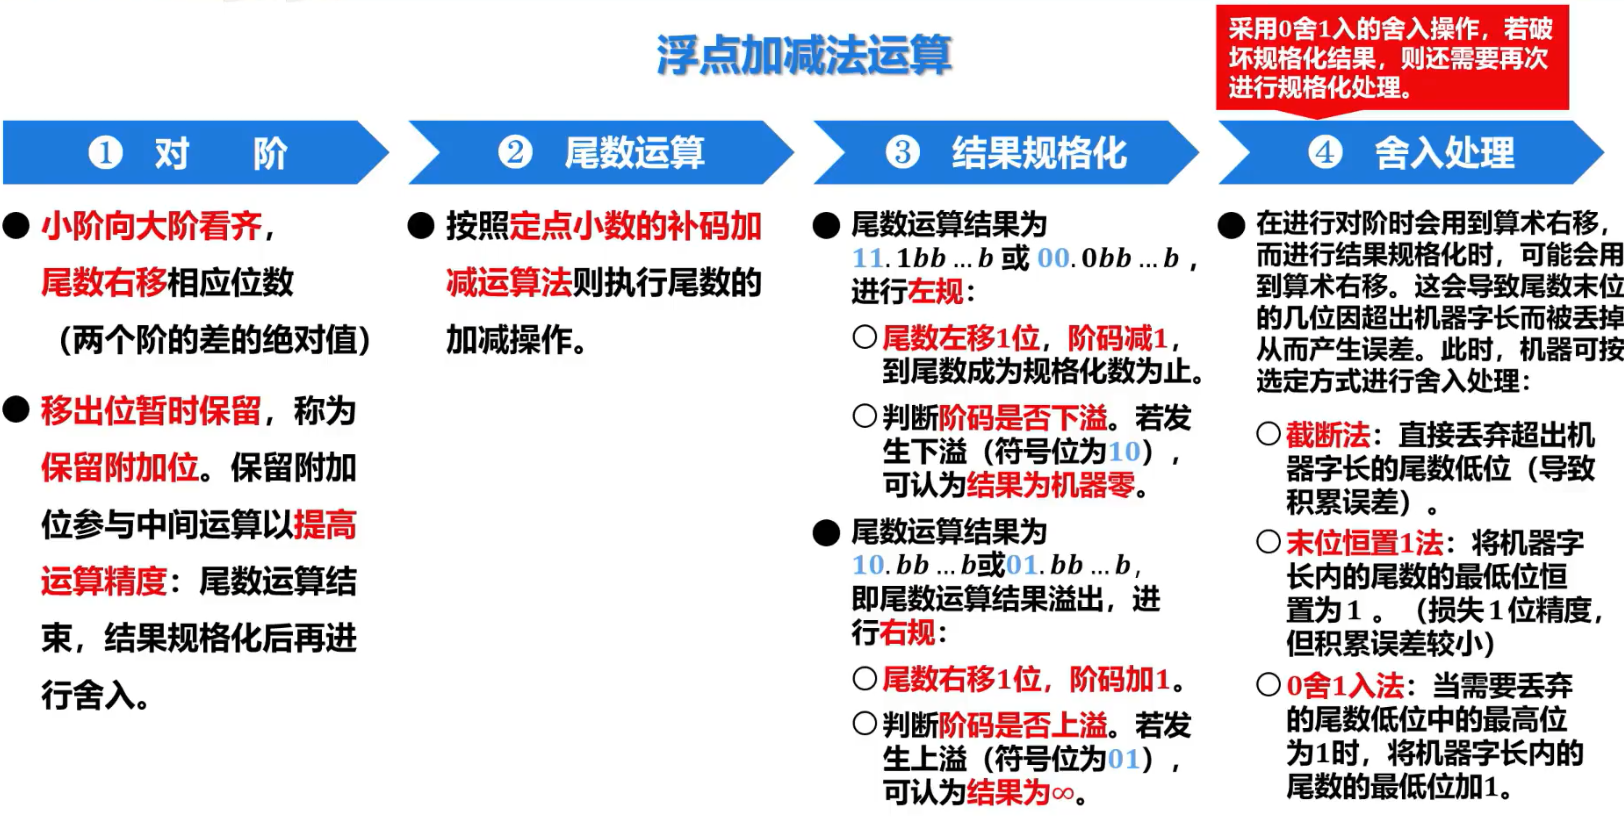 浮点加减法运算
采用0舍1入的舍入操作，若破
坏规格化结果，则还需要再次
进行规格化处理。
❶ 对 阶
● 小阶向大阶看齐，
尾数右移相应位数
（两个阶的差的绝对值）
● 移出位暂时保留，称为
保留附加位。保留附加
位参与中间运算以提高
运算精度：尾数运算结
束，结果规格化后再进
行舍入。
❷ 尾数运算
● 按照定点小数的补码加
减运算法则执行尾数的
加减操作。
❸ 结果规格化
● 尾数运算结果为
11.1bb…b 或 00.0bb…b，
进行左规：
○ 尾数左移1位，阶码减1，
到尾数成为规格化数为止。
○ 判断阶码是否下溢。若发
生下溢（符号位为10），
可认为结果为机器零。
● 尾数运算结果为
10.bb…b或01.bb…b，
即尾数运算结果溢出，进
行右规：
○ 尾数右移1位，阶码加1。
○ 判断阶码是否上溢。若发
生上溢（符号位为01），
可认为结果为∞。
❹ 舍入处理
● 在进行对阶时会用到算术右移，
而进行结果规格化时，可能会用
到算术右移。这会导致尾数末位
的几位因超出机器字长而被丢掉
从而产生误差。此时，机器可按
选定方式进行舍入处理：
○ 截断法：直接丢弃超出机
器字长的尾数低位（导致
积累误差）。
○ 末位恒置1法：将机器字
长内的尾数的最低位恒
置为1。（损失1位精度，
但积累误差较小）
○ 0舍1入法：当需要丢弃
的尾数低位中的最高位
为1时，将机器字长内的
尾数的最低位加1。